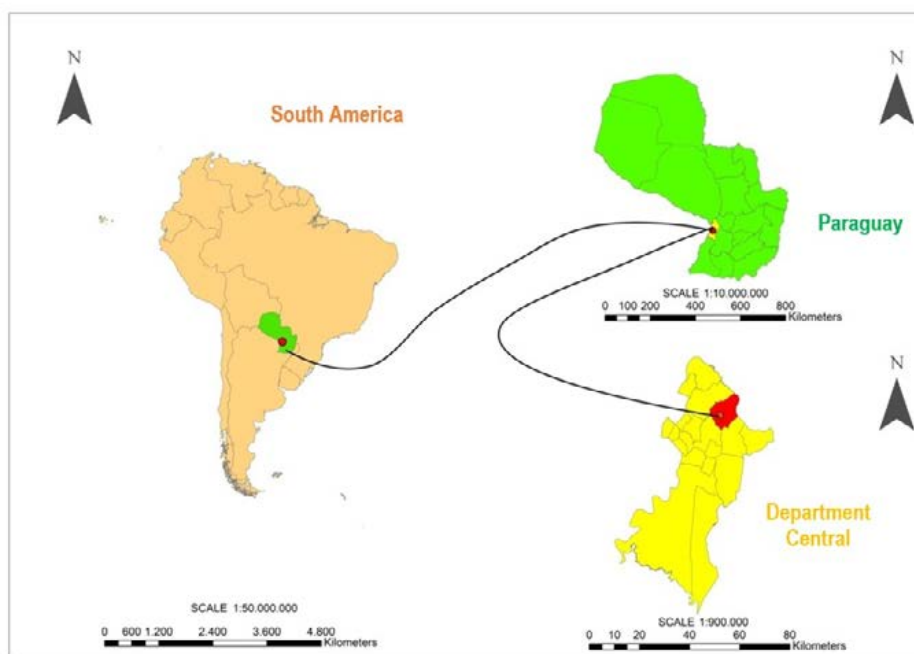 N
South America
SCALE 1:50.000.000
0 600 1.200 2.400 3.600 4.800
Kilometers
N
Paraguay
SCALE 1:10.000.000
0 100 200 400 600 800
Kilometers
N
Department
Central
SCALE 1:900.000
0 10 20 40 60 80
Kilometers